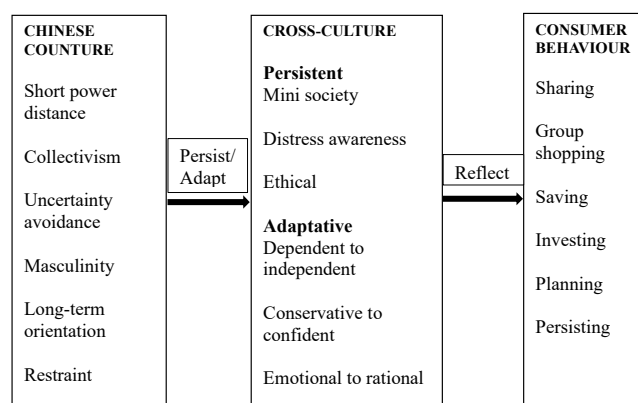 CHINESE
COUNTURE
Short power
distance
Collectivism
Uncertainty
avoidance
Masculinity
Long-term
orientation
Restraint
Persist/
Adapt
CROSS-CULTURE
Persistent
Mini society
Distress awareness
Ethical
Adaptative
Dependent to
independent
Conservative to
confident
Emotional to rational
Reflect
CONSUMER
BEHAVIOUR
Sharing
Group
shopping
Saving
Investing
Planning
Persisting